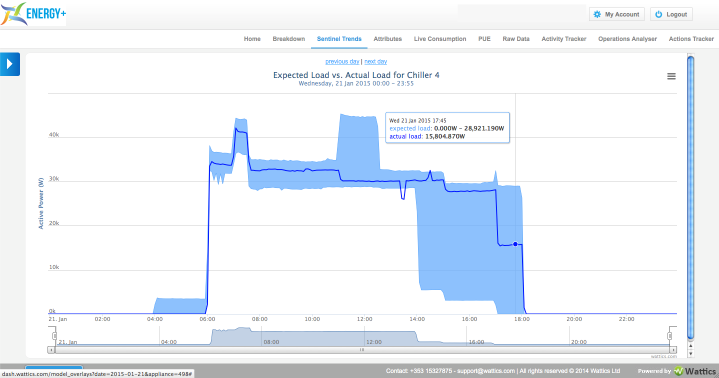 ENERGY+
My Account
Logout
Home Breakdown Sentinel Trends Attributes Live Consumption PUE Raw Data Activity Tracker Operations Analyser Actions Tracker
previous day | next day
Expected Load vs. Actual Load for Chiller 4
Wednesday, 21 Jan 2015 00:00 - 23:55
Wed 21 Jan 2015 17:45
expected load: 0.000W - 28,921.190W
actual load: 15,804.870W
Active Power (W)
40k
30k
20k
10k
0k
21. Jan 02:00 04:00 06:00 08:00 10:00 12:00 14:00 16:00 18:00 20:00 22:00
21. Jan 04:00 08:00 12:00 16:00 20:00
wattics.com
dash.wattics.com/model_overlays?date=2015-01-21&appliance=498#
Contact: +353 15327875 - support@wattics.com | All rights reserved © 2014 Wattics Ltd
Powered by Wattics